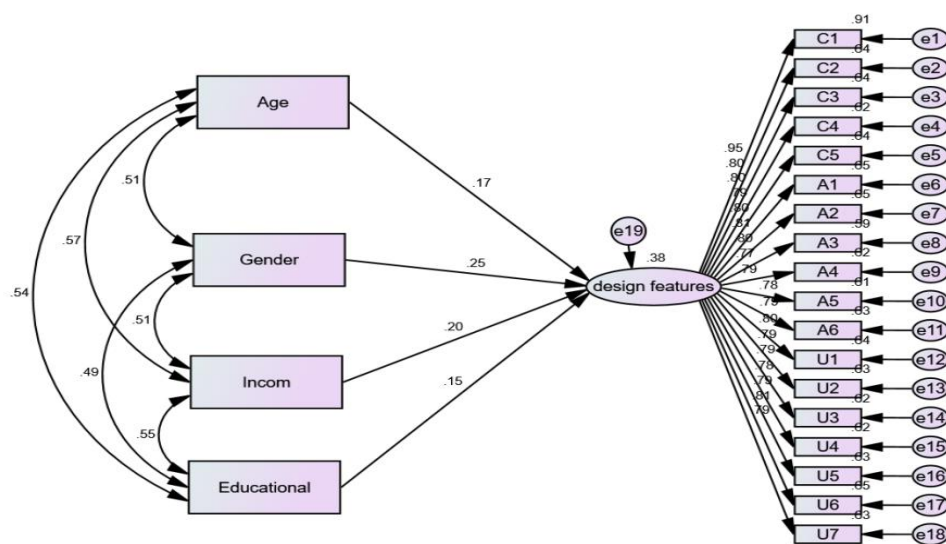 Age
Gender
Incom
Educational
.51
.57
.54
.51
.49
.55
.17
.25
.20
.15
e19
.38
design features
.95
.80
.80
.79
.80
.81
.80
.77
.79
.78
.79
.80
.79
.79
.78
.79
.81
.79
.91
C1 e1
.64
C2 e2
.64
C3 e3
.62
C4 e4
.64
C5 e5
.65
A1 e6
.65
A2 e7
.59
A3 e8
.62
A4 e9
.61
A5 e10
.63
A6 e11
.64
U1 e12
.63
U2 e13
.62
U3 e14
.62
U4 e15
.63
U5 e16
.65
U6 e17
.63
U7 e18